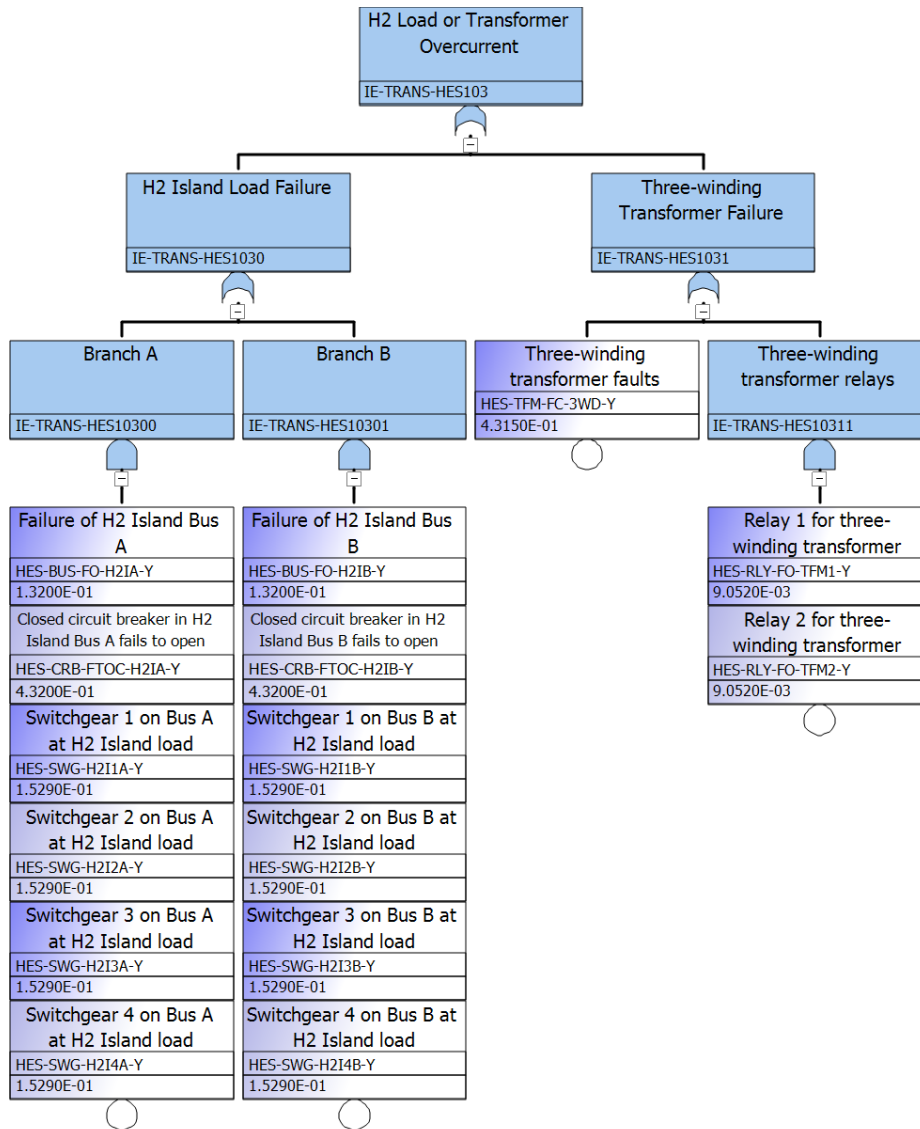 H2 Load or Transformer
Overcurrent
IE-TRANS-HES103
H2 Island Load Failure
IE-TRANS-HES1030
Three-winding
Transformer Failure
IE-TRANS-HES1031
Branch A
IE-TRANS-HES10300
Branch B
IE-TRANS-HES10301
Three-winding
transformer faults
HES-TFM-FC-3WD-Y
4.3150E-01
Three-winding
transformer relays
IE-TRANS-HES10311
Failure of H2 Island Bus
A
HES-BUS-FO-H2IA-Y
1.3200E-01
Closed circuit breaker in H2
Island Bus A fails to open
HES-CRB-FTOC-H2IA-Y
4.3200E-01
Switchgear 1 on Bus A
at H2 Island load
HES-SWG-H2I1A-Y
1.5290E-01
Switchgear 2 on Bus A
at H2 Island load
HES-SWG-H2I2A-Y
1.5290E-01
Switchgear 3 on Bus A
at H2 Island load
HES-SWG-H2I3A-Y
1.5290E-01
Switchgear 4 on Bus A
at H2 Island load
HES-SWG-H2I4A-Y
1.5290E-01
Failure of H2 Island Bus
B
HES-BUS-FO-H2IB-Y
1.3200E-01
Closed circuit breaker in H2
Island Bus B fails to open
HES-CRB-FTOC-H2IB-Y
4.3200E-01
Switchgear 1 on Bus B at
H2 Island load
HES-SWG-H2I1B-Y
1.5290E-01
Switchgear 2 on Bus B at
H2 Island load
HES-SWG-H2I2B-Y
1.5290E-01
Switchgear 3 on Bus B at
H2 Island load
HES-SWG-H2I3B-Y
1.5290E-01
Switchgear 4 on Bus B at
H2 Island load
HES-SWG-H2I4B-Y
1.5290E-01
Relay 1 for three-
winding transformer
HES-RLY-FO-TFM1-Y
9.0520E-03
Relay 2 for three-
winding transformer
HES-RLY-FO-TFM2-Y
9.0520E-03